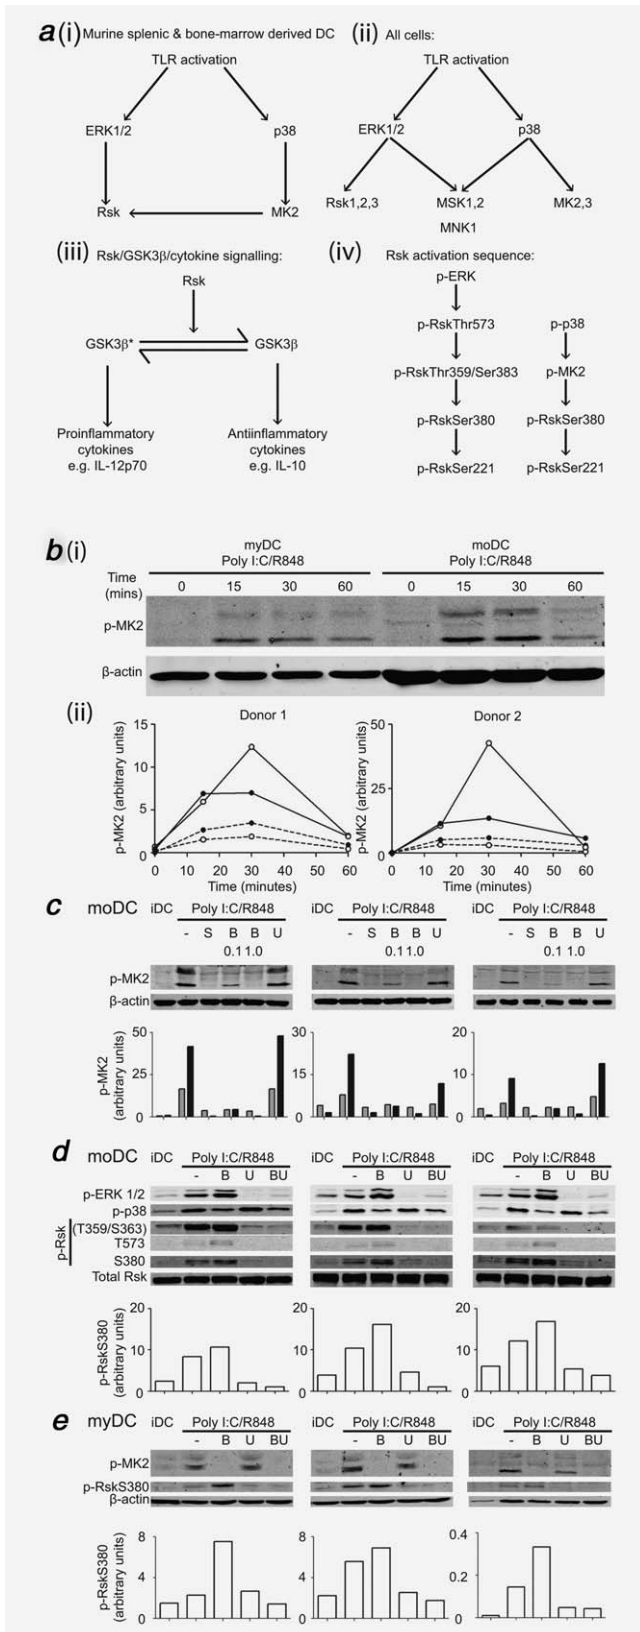 a (i) Murine splenic & bone-marrow derived DC
TLR activation
ERK1/2 p38
Rsk MK2
(ii) All cells:
TLR activation
ERK1/2 p38
Rsk1,2,3 MSK1,2 MK2,3
MNK1
(iii) Rsk/GSK3β/cytokine signalling:
Rsk
GSK3β* GSK3β
Proinflammatory Antiinflammatory
cytokines cytokines
e.g. IL-12p70 e.g. IL-10
(iv) Rsk activation sequence:
p-ERK
p-RskThr573 p-p38
p-RskThr359/Ser383 p-MK2
p-RskSer380 p-RskSer380
p-RskSer221 p-RskSer221
b (i) myDC moDC
Poly I:C/R848 Poly I:C/R848
Time
(mins) 0 15 30 60 0 15 30 60
p-MK2
β-actin
(ii) Donor 1
p-MK2 (arbitrary units)
15
10
5
0
0 10 20 30 40 50 60
Time (minutes)
Donor 2
p-MK2 (arbitrary units)
50
25
0
0 10 20 30 40 50 60
Time (minutes)
c moDC iDC Poly I:C/R848 iDC Poly I:C/R848 iDC Poly I:C/R848
- S B B U - S B B U - S B B U
0.1 1.0 0.1 1.0 0.1 1.0
p-MK2
β-actin
p-MK2
(arbitrary units)
50 30 20
25 15 10
0 0 0
d moDC iDC Poly I:C/R848 iDC Poly I:C/R848 iDC Poly I:C/R848
- B U BU - B U BU - B U BU
p-ERK 1/2
p-p38
p-Rsk
(T359/S363)
T573
S380
Total Rsk
p-RskS380
(arbitrary units)
20 20 20
10 10 10
0 0 0
e myDC iDC Poly I:C/R848 iDC Poly I:C/R848 iDC Poly I:C/R848
- B U BU - B U BU - B U BU
p-MK2
p-RskS380
β-actin
p-RskS380
(arbitrary units)
8 8 0.4
4 4 0.2
0 0 0